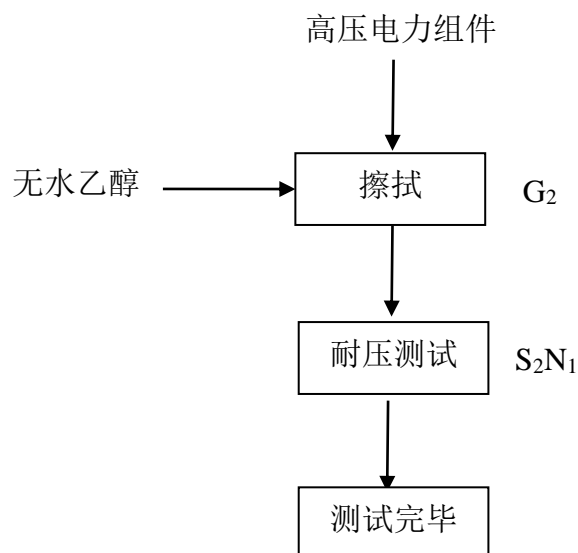 高压电力组件
无水乙醇
擦拭
G₂
耐压测试
S₂N₁
测试完毕